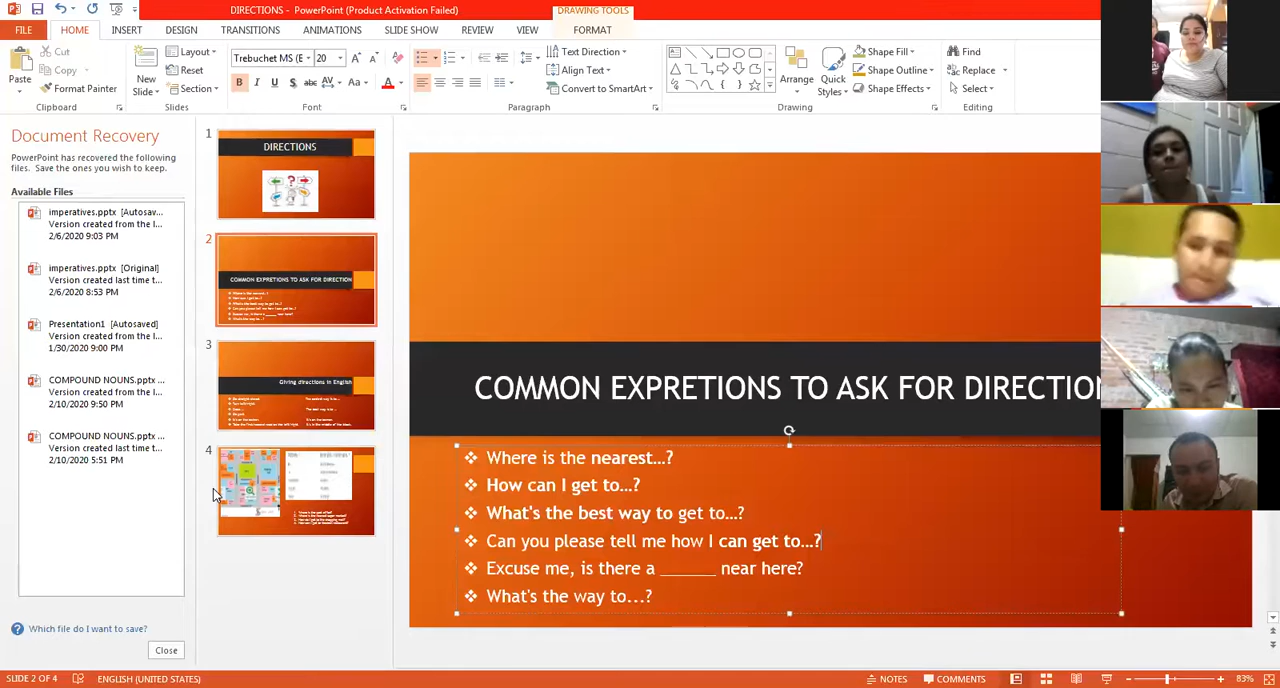 DIRECTIONS - PowerPoint (Product Activation Failed)
DRAWING TOOLS
FILE HOME INSERT DESIGN TRANSITIONS ANIMATIONS SLIDE SHOW REVIEW VIEW FORMAT
Cut
Copy
Format Painter
Paste
Clipboard
New
Slide
Layout
Reset
Section
Slides
Trebuchet MS (E 20
B I U S abc AV Aa A
Font
Text Direction
Align Text
Convert to SmartArt
Paragraph
Arrange
Quick
Styles
Shape Fill
Shape Outline
Shape Effects
Drawing
Find
Replace
Select
Editing
Document Recovery
PowerPoint has recovered the following
files. Save the ones you wish to keep.
Available Files
imperatives.pptx [Autosav...
Version created from the l...
2/6/2020 9:03 PM
imperatives.pptx [Original]
Version created last time t...
2/6/2020 8:53 PM
Presentation1 [Autosaved]
Version created from the l...
1/30/2020 9:00 PM
COMPOUND NOUNS.pptx ...
Version created from the l...
2/10/2020 9:50 PM
COMPOUND NOUNS.pptx ...
Version created last time t...
2/10/2020 5:51 PM
Which file do I want to save?
Close
1
DIRECTIONS
2
COMMON EXPRETIONS TO ASK FOR DIRECTION
3
Giving directions in English
4
COMMON EXPRETIONS TO ASK FOR DIRECTION
❖ Where is the nearest...?
❖ How can I get to...?
❖ What's the best way to get to...?
❖ Can you please tell me how I can get to...?
❖ Excuse me, is there a ______ near here?
❖ What's the way to...?
SLIDE 2 OF 4 ENGLISH (UNITED STATES) NOTES COMMENTS 83%